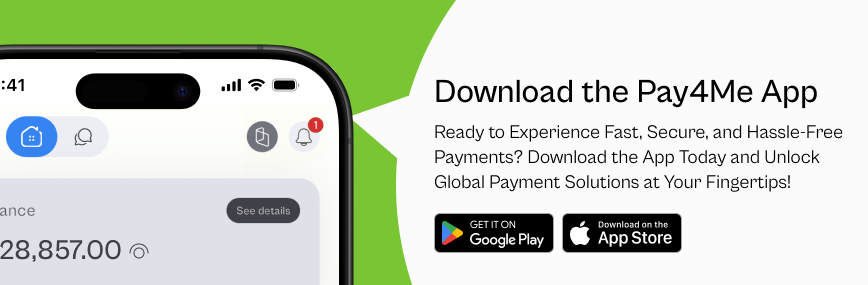 :41
1
ance
See details
28,857.00
Download the Pay4Me App
Ready to Experience Fast, Secure, and Hassle-Free
Payments? Download the App Today and Unlock
Global Payment Solutions at Your Fingertips!
GET IT ON
Google Play
Download on the
App Store